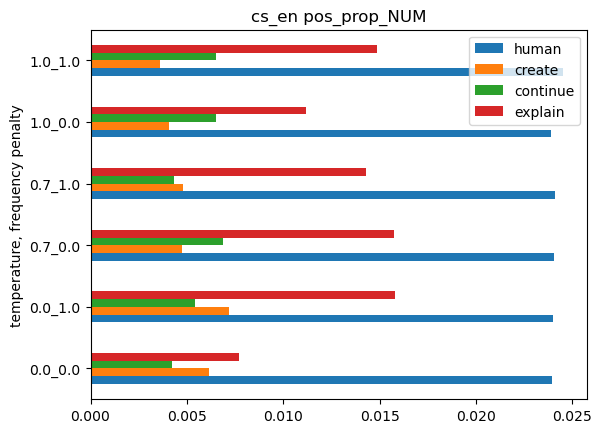 cs_en pos_prop_NUM
human
create
continue
explain
temperature, frequency penalty
1.0_1.0
1.0_0.0
0.7_1.0
0.7_0.0
0.0_1.0
0.0_0.0
0.000 0.005 0.010 0.015 0.020 0.025